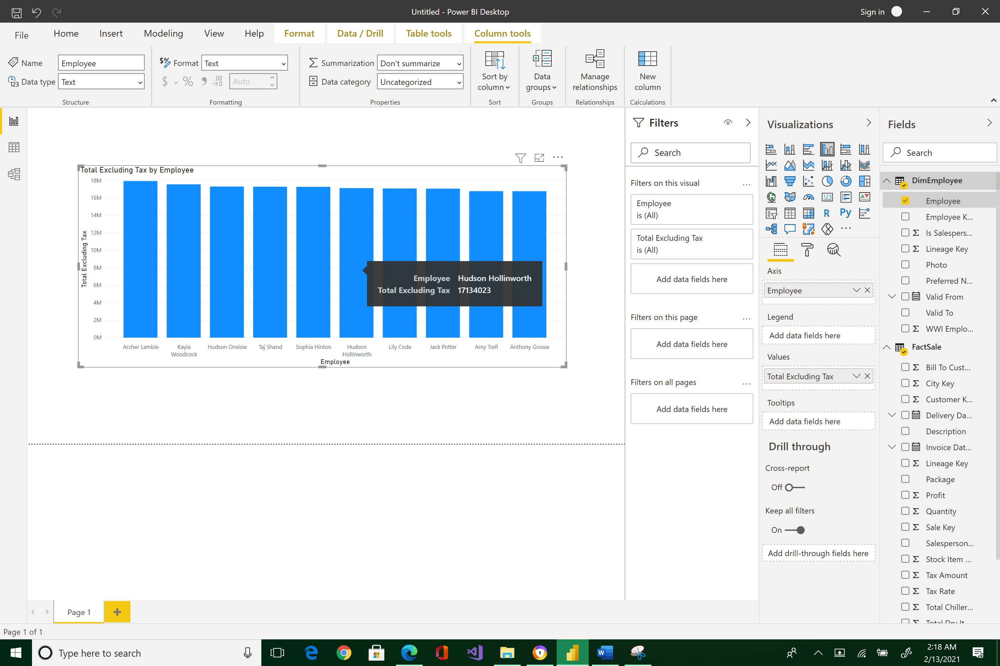 Untitled - Power BI Desktop
Sign in
File
Home
Insert
Modeling
View
Help
Format
Data / Drill
Table tools
Column tools
Name
Employee
Data type
Text
Structure
$% Format
Text
$ % 9 .00 →.0
Auto
Formatting
Summarization
Don't summarize
Data category
Uncategorized
Properties
Sort by
column
Sort
Data
groups
Groups
Manage
relationships
Relationships
New
column
Calculations
Total Excluding Tax by Employee
Total Excluding Tax
18M
16M
14M
12M
10M
8M
6M
4M
2M
0M
Employee Hudson Hollinworth
Total Excluding Tax 17134023
Archer Lamble
Kayla
Woodcock
Hudson Onslow
Taj Shand
Sophia Hinton
Hudson
Hollinworth
Lily Code
Jack Potter
Amy Trefl
Anthony Grosse
Employee
Filters
Search
Filters on this visual ...
Employee
is (All)
Total Excluding Tax
is (All)
Add data fields here
Filters on this page ...
Add data fields here
Filters on all pages ...
Add data fields here
Visualizations
123
R
Py
...
Axis
Employee
Legend
Add data fields here
Values
Total Excluding Tax
Tooltips
Add data fields here
Drill through
Cross-report
Off
Keep all filters
On
Add drill-through fields here
Fields
Search
DimEmployee
Employee
Employee K...
Σ Is Salespers...
Σ Lineage Key
Photo
Preferred N...
Valid From
Valid To
Σ WWI Emplo...
FactSale
Σ Bill To Cust...
Σ City Key
Σ Customer K...
Delivery Da...
Description
Invoice Dat...
Σ Lineage Key
Package
Σ Profit
Σ Quantity
Σ Sale Key
Salesperson...
Σ Stock Item ...
Σ Tax Amount
Σ Tax Rate
Σ Total Chiller...
Σ Total Dry It
Page 1
+
Page 1 of 1
Type here to search
W
2:18 AM
2/13/2021